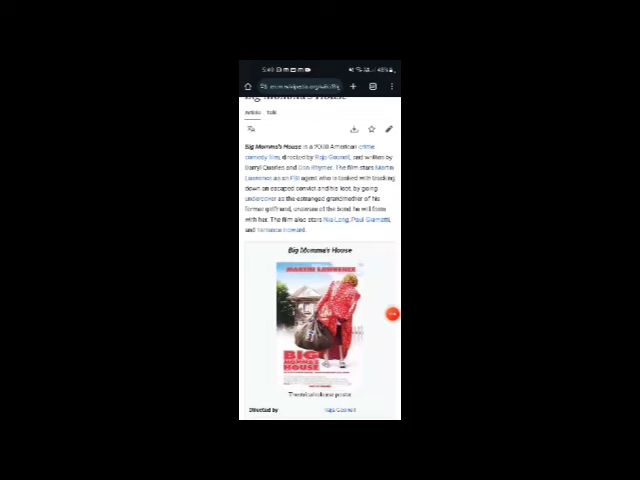 Big Momma's House
Article Talk
Big Momma's House is a 2000 American crime
comedy film, directed by Raja Gosnell, and written by
Darryl Quarles and Don Rhymer. The film stars Martin
Lawrence as an FBI agent who is tasked with tracking
down an escaped convict and his loot, by going
undercover as the estranged grandmother of his
former girlfriend, unaware of the bond he will form
with her. The film also stars Nia Long, Paul Giamatti,
and Terrence Howard.
Big Momma's House
MARTIN LAWRENCE
BIG
MOMMA'S
HOUSE
Theatrical release poster
Directed by Raja Gosnell